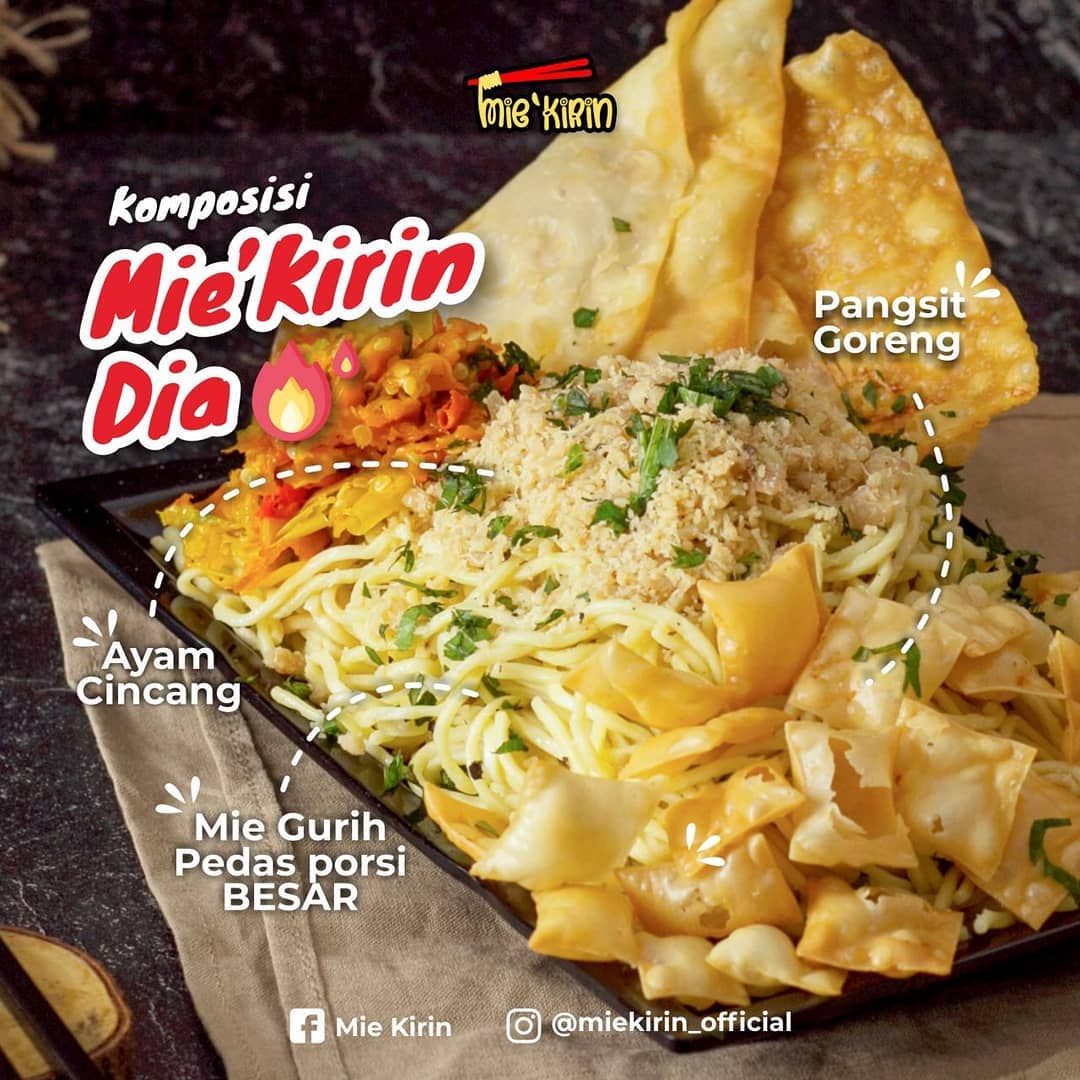 Mie'Kirin
Komposisi
Mie'Kirin
Dia
Pangsit
Goreng
Ayam
Cincang
Mie Gurih
Pedas porsi
BESAR
Mie Kirin
@miekirin_official